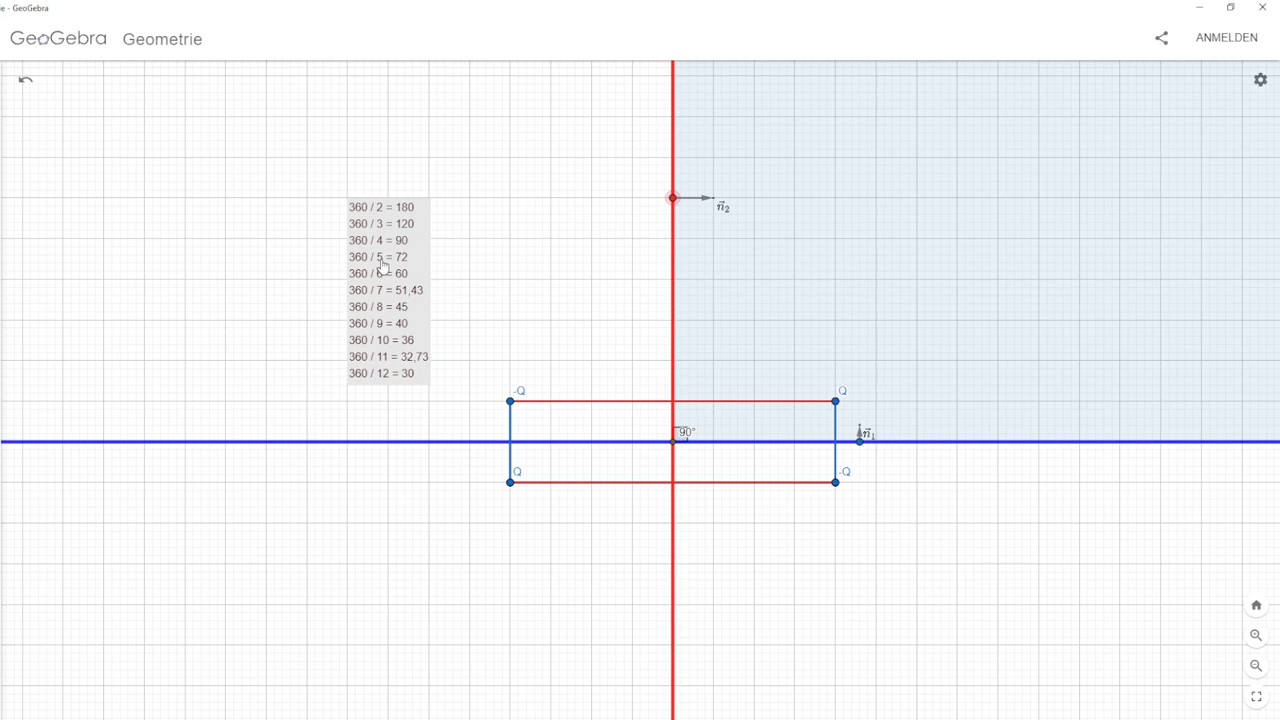 ie - GeoGebra
GeoGebra Geometrie
ANMELDEN
360 / 2 = 180
360 / 3 = 120
360 / 4 = 90
360 / 5 = 72
360 / 6 = 60
360 / 7 = 51,43
360 / 8 = 45
360 / 9 = 40
360 / 10 = 36
360 / 11 = 32,73
360 / 12 = 30
n⃗₂
-Q
Q
90°
n⃗₁
Q
-Q